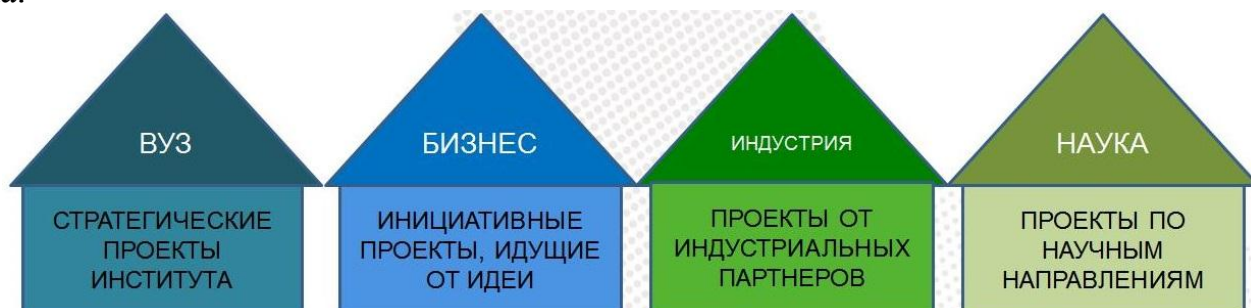 а.
ВУЗ
СТРАТЕГИЧЕСКИЕ
ПРОЕКТЫ
ИНСТИТУТА
БИЗНЕС
ИНИЦИАТИВНЫЕ
ПРОЕКТЫ, ИДУЩИЕ
ОТ ИДЕИ
ИНДУСТРИЯ
ПРОЕКТЫ ОТ
ИНДУСТРИАЛЬНЫХ
ПАРТНЕРОВ
НАУКА
ПРОЕКТЫ ПО
НАУЧНЫМ
НАПРАВЛЕНИЯМ